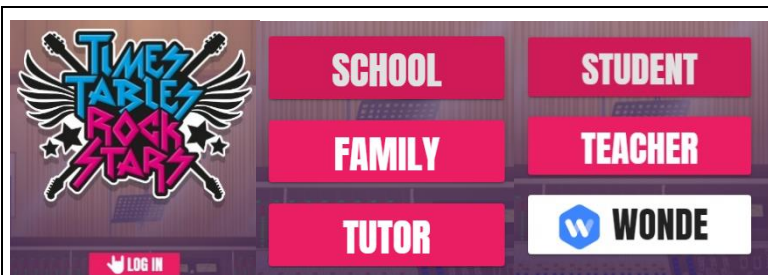 TIMES
TABLES
ROCK
STARS
LOG IN
SCHOOL
FAMILY
TUTOR
STUDENT
TEACHER
W WONDE